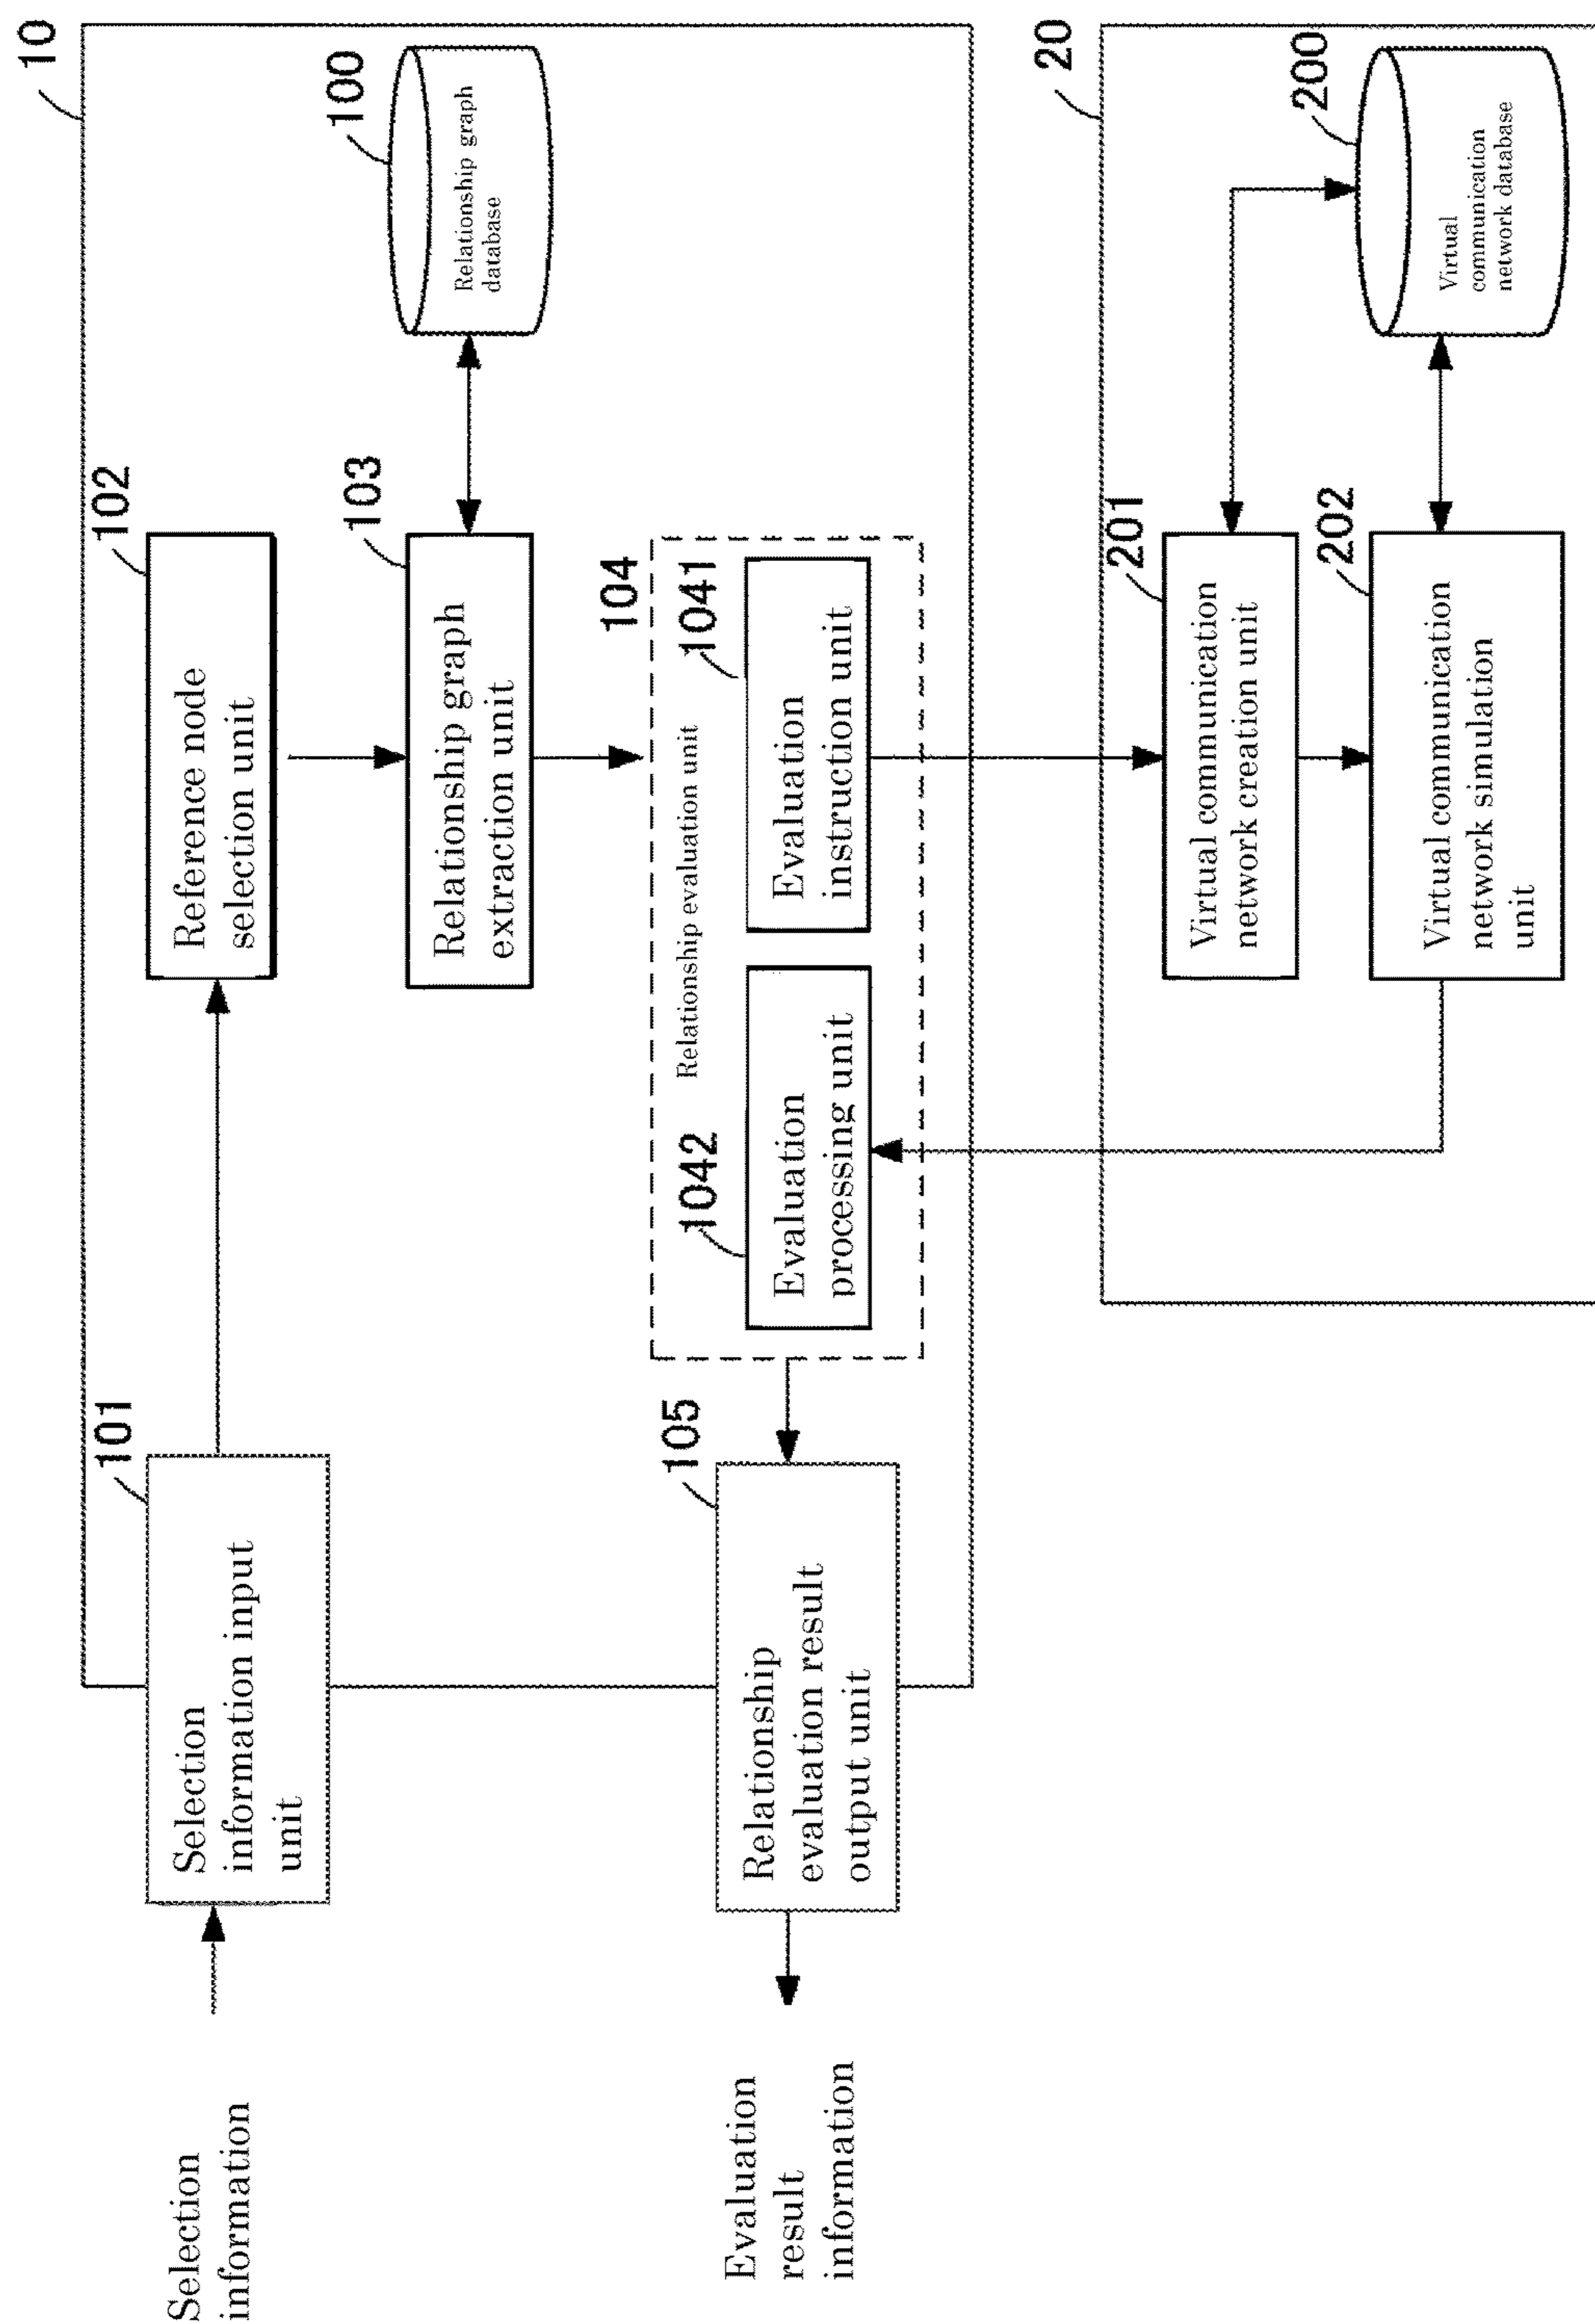 10
Selection
information
Selection
information input
unit
101
Reference node
selection unit
102
Relationship graph
extraction unit
103
Relationship graph
database
100
104
Relationship evaluation unit
Evaluation
processing unit
1042
Evaluation
instruction unit
1041
Relationship
evaluation result
output unit
105
Evaluation
result
information
20
Virtual communication
network creation unit
201
Virtual communication
network simulation
unit
202
Virtual
communication
network database
200